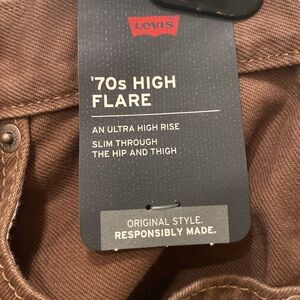 LEVI'S
'70s HIGH
FLARE
AN ULTRA HIGH RISE
SLIM THROUGH
THE HIP AND THIGH
ORIGINAL STYLE.
RESPONSIBLY MADE.